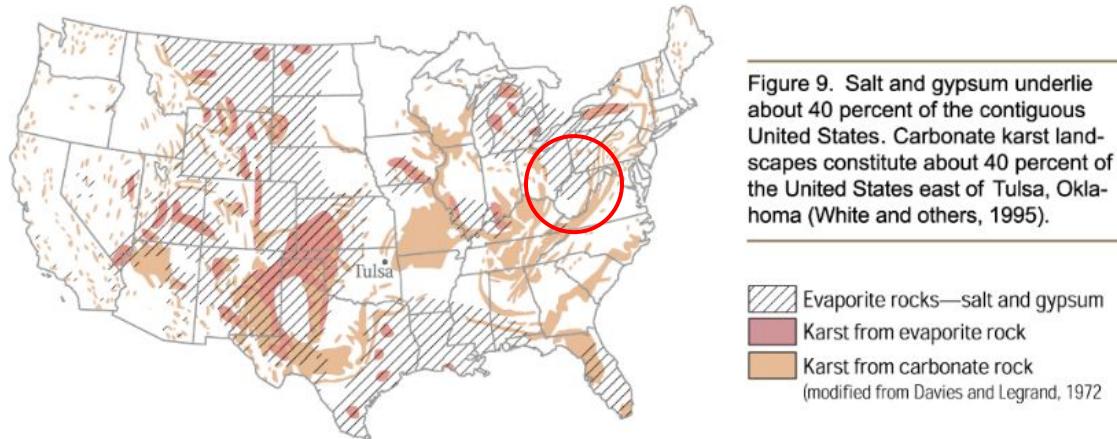 Figure 9. Salt and gypsum underlie
about 40 percent of the contiguous
United States. Carbonate karst land-
scapes constitute about 40 percent of
the United States east of Tulsa, Okla-
homa (White and others, 1995).
Tulsa
Evaporite rocks—salt and gypsum
Karst from evaporite rock
Karst from carbonate rock
(modified from Davies and Legrand, 1972